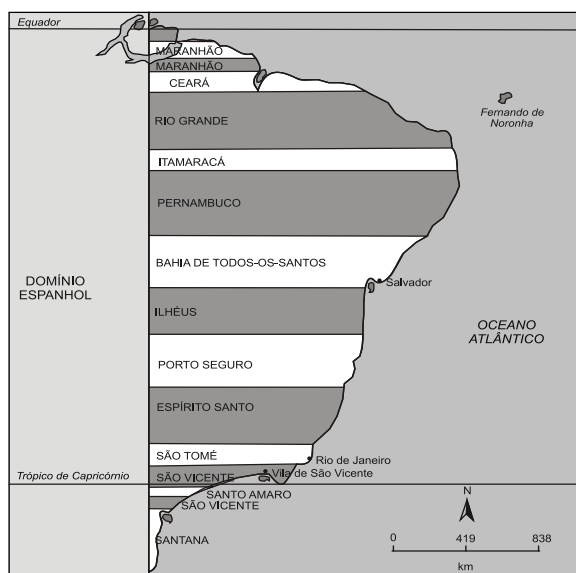 Equador
MARANHÃO
MARANHÃO
CEARÁ
Fernando de
Noronha
RIO GRANDE
ITAMARACÁ
PERNAMBUCO
BAHIA DE TODOS-OS-SANTOS
DOMÍNIO
ESPANHOL
Salvador
ILHÉUS
OCEANO
ATLÂNTICO
PORTO SEGURO
ESPÍRITO SANTO
SÃO TOMÉ
Rio de Janeiro
Trópico de Capricórnio
SÃO VICENTE
Vila de São Vicente
SANTO AMARO
SÃO VICENTE
SANTANA
N
0 419 838
km